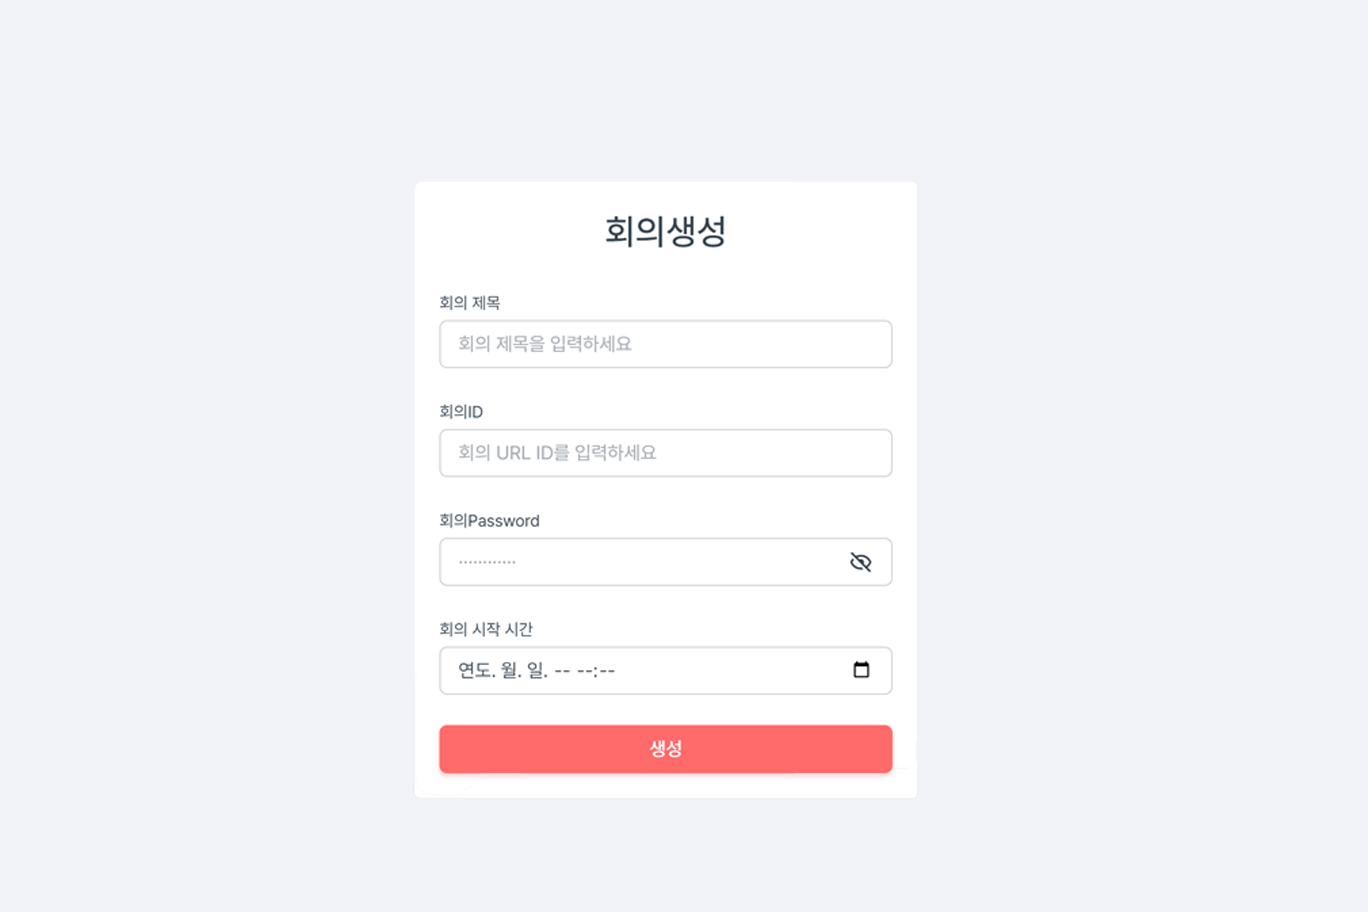 회의생성
회의 제목
회의 제목을 입력하세요
회의ID
회의 URL ID를 입력하세요
회의Password
············
회의 시작 시간
연도. 월. 일. -- --:--
생성